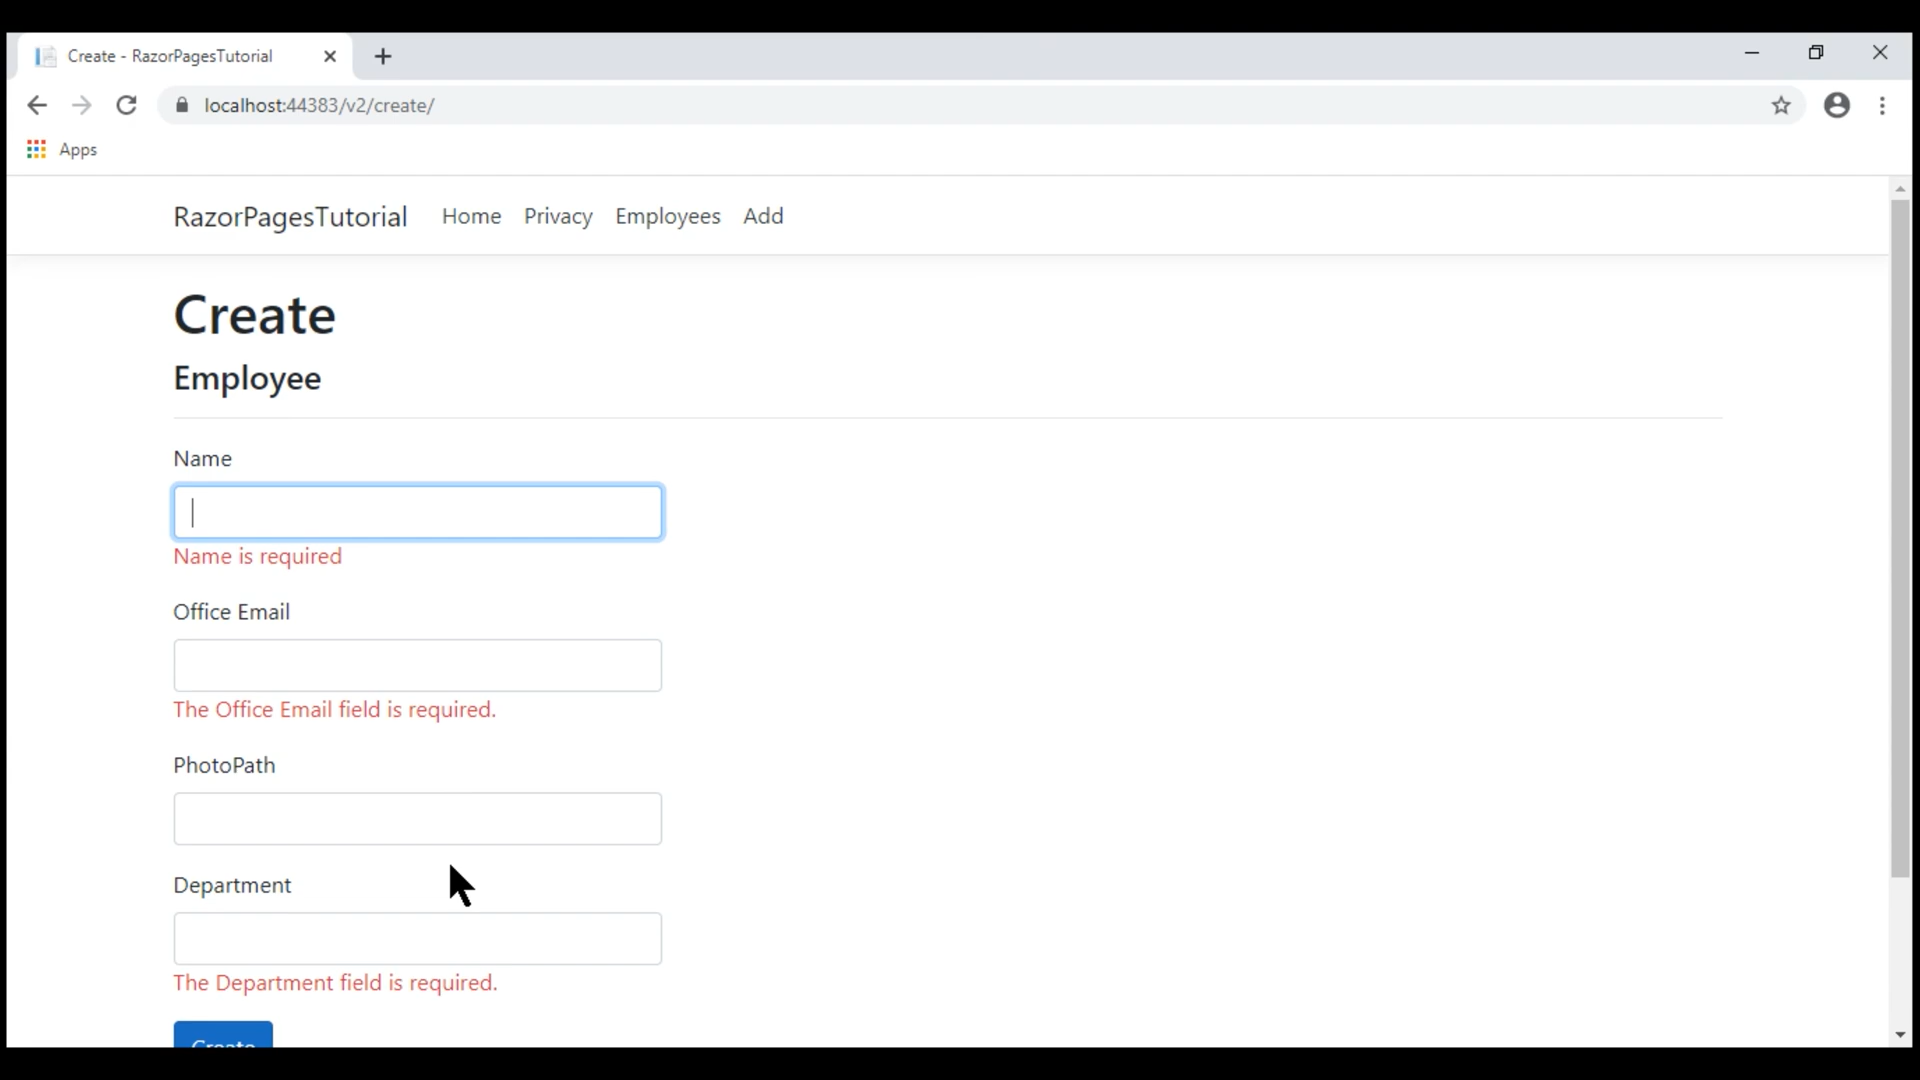 Create - RazorPagesTutorial
localhost:44383/v2/create/
Apps
RazorPagesTutorial Home Privacy Employees Add
Create
Employee
Name
Name is required
Office Email
The Office Email field is required.
PhotoPath
Department
The Department field is required.
Create